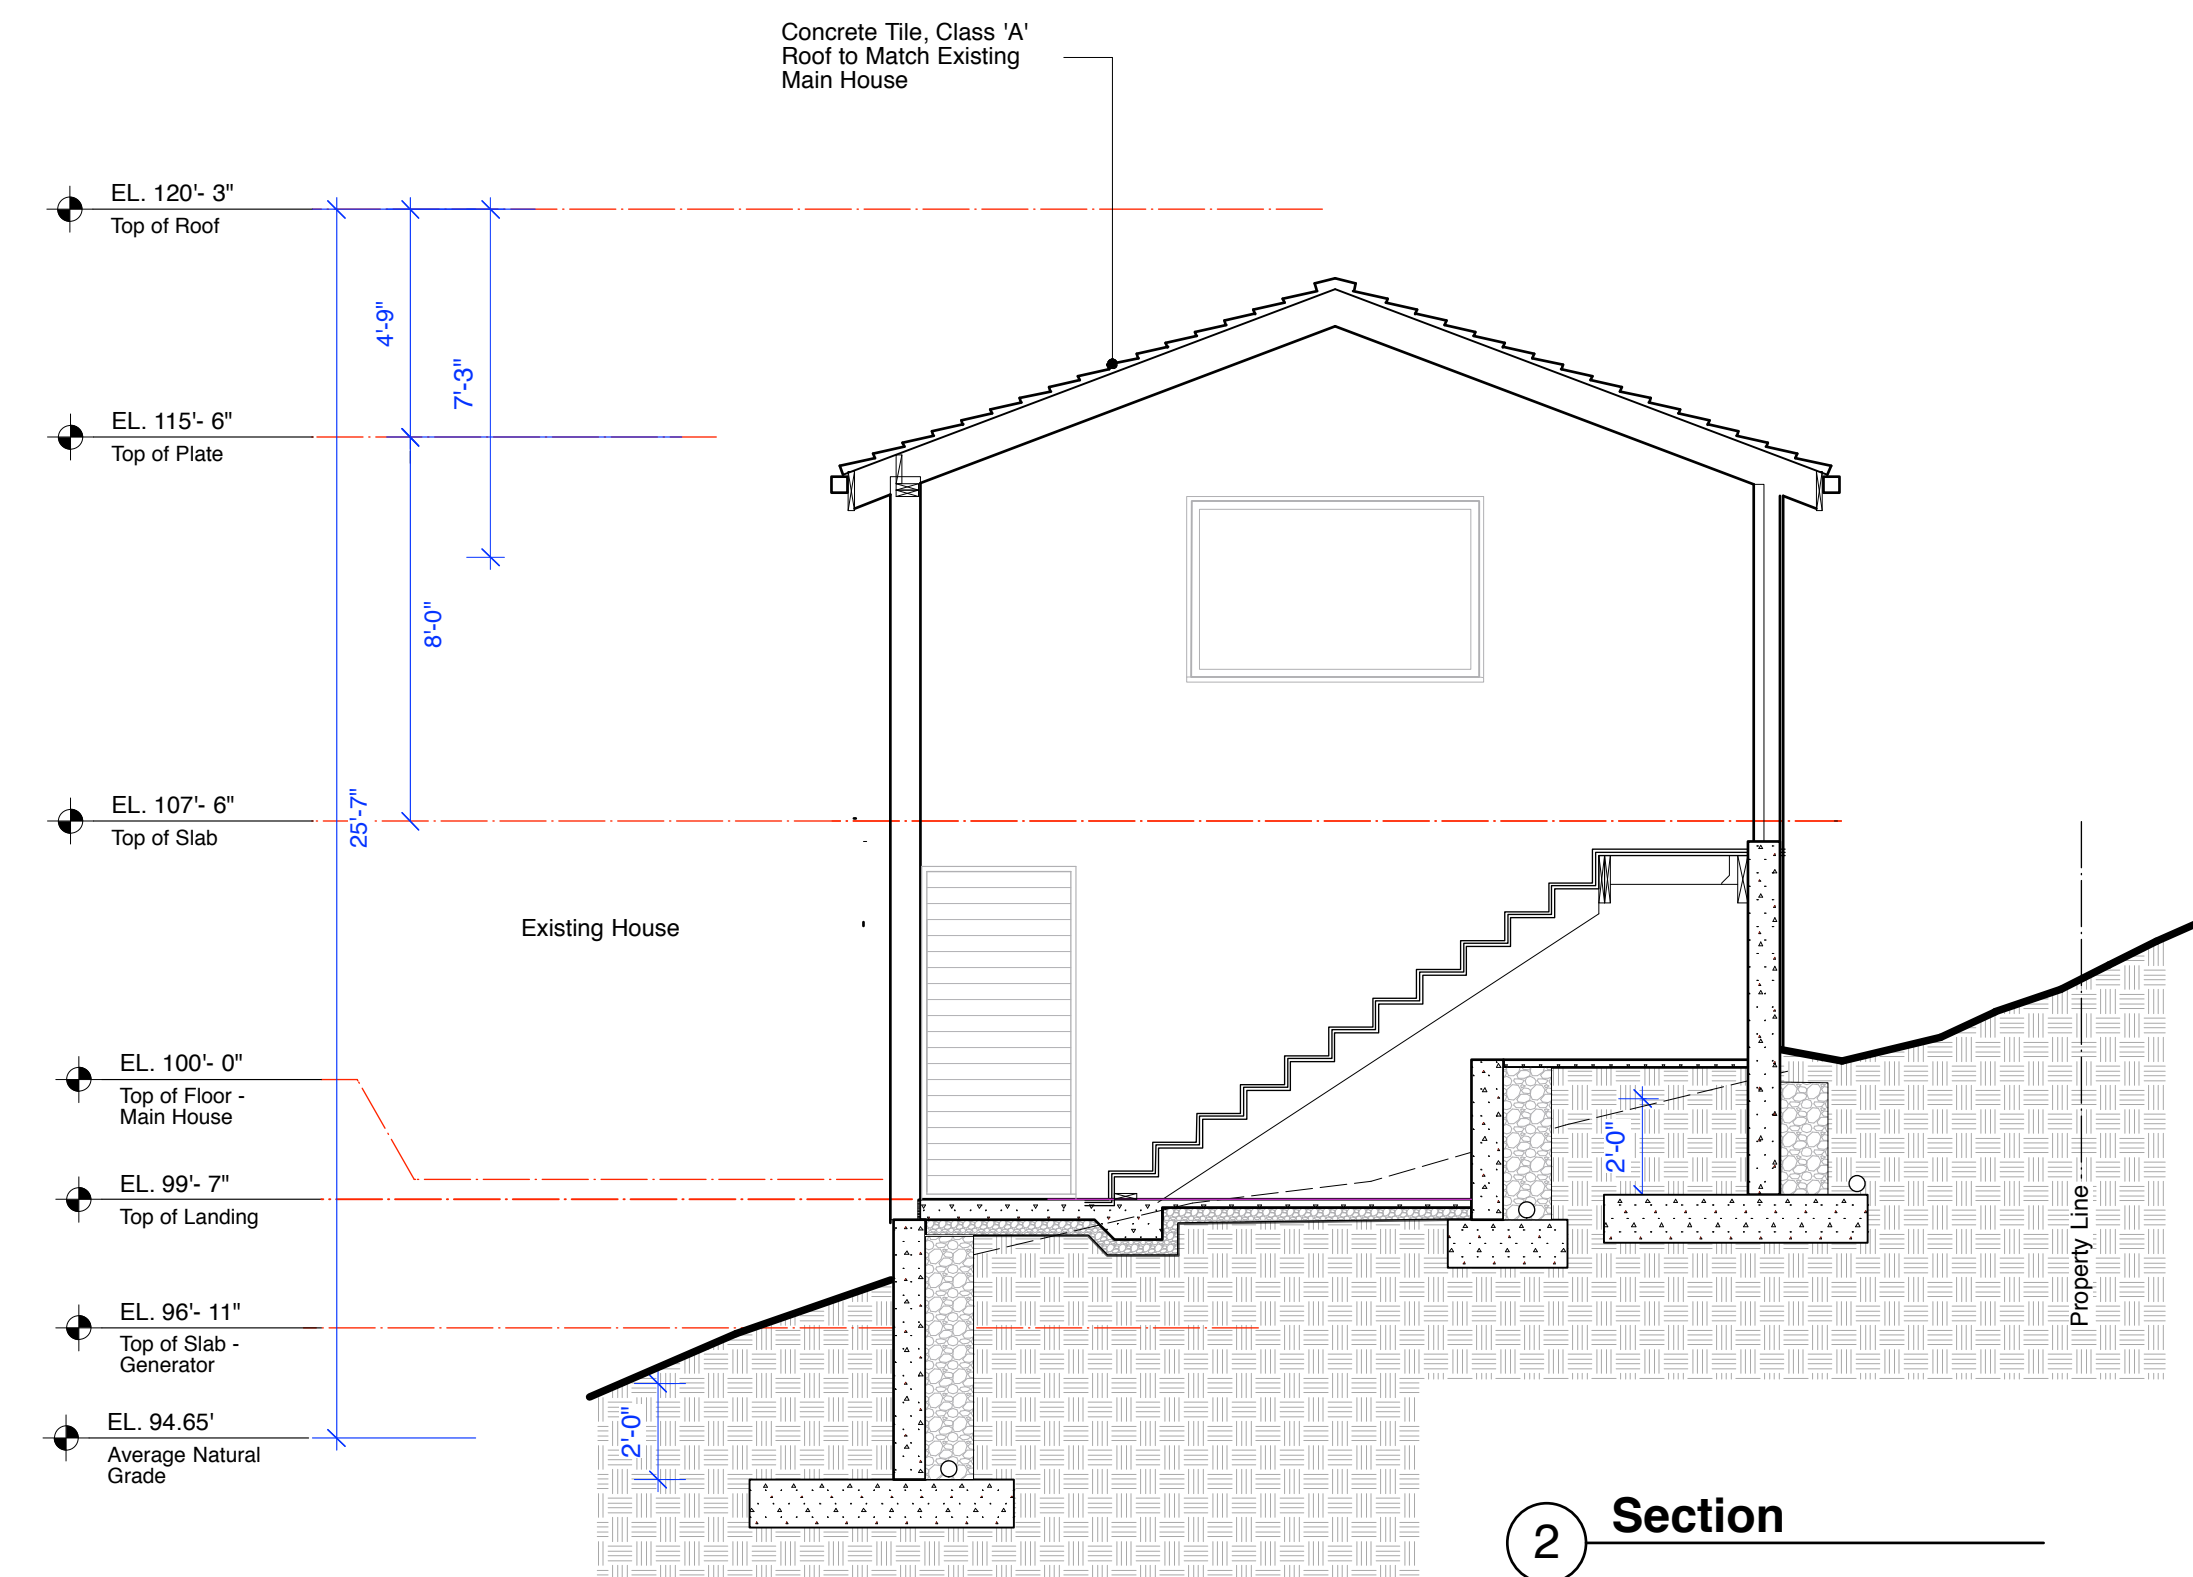 Concrete Tile, Class 'A'
Roof to Match Existing
Main House
EL. 120'- 3"
Top of Roof
4'-9"
7'-3"
EL. 115'- 6"
Top of Plate
8'-0"
EL. 107'- 6"
Top of Slab
25'-7"
Existing House
EL. 100'- 0"
Top of Floor -
Main House
2'-0"
EL. 99'- 7"
Top of Landing
Property Line
EL. 96'- 11"
Top of Slab -
Generator
EL. 94.65'
Average Natural
Grade
2'-0"
2
Section